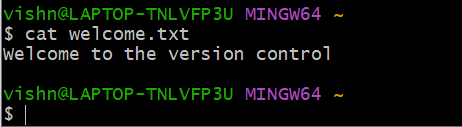 vishn@LAPTOP-TNLVFP3U MINGW64 ~
$ cat welcome.txt
Welcome to the version control
vishn@LAPTOP-TNLVFP3U MINGW64 ~
$